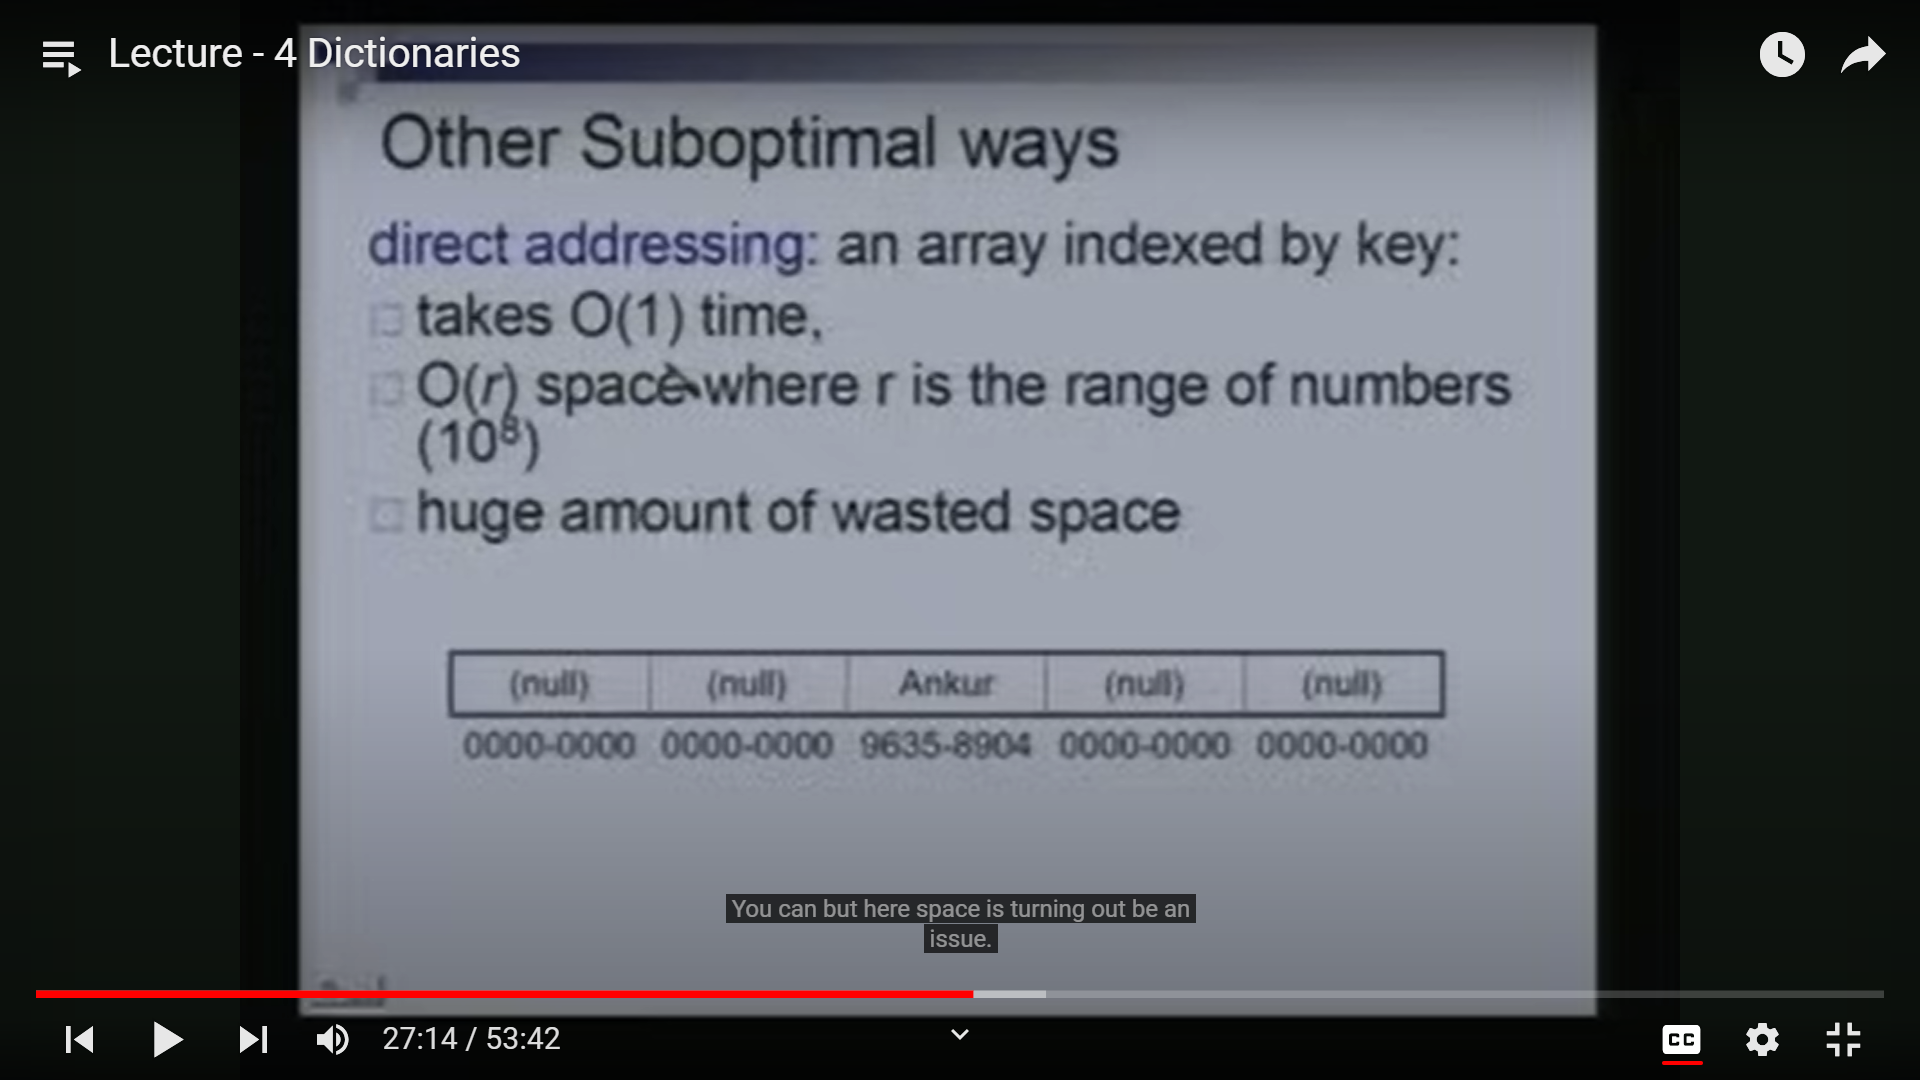 Lecture - 4 Dictionaries
Other Suboptimal ways
direct addressing: an array indexed by key:
takes O(1) time,
O(r) space where r is the range of numbers
(10⁸)
huge amount of wasted space
(null) (null) Ankur (null) (null)
0000-0000 0000-0000 9635-8904 0000-0000 0000-0000
You can but here space is turning out be an
issue.
27:14 / 53:42
CC